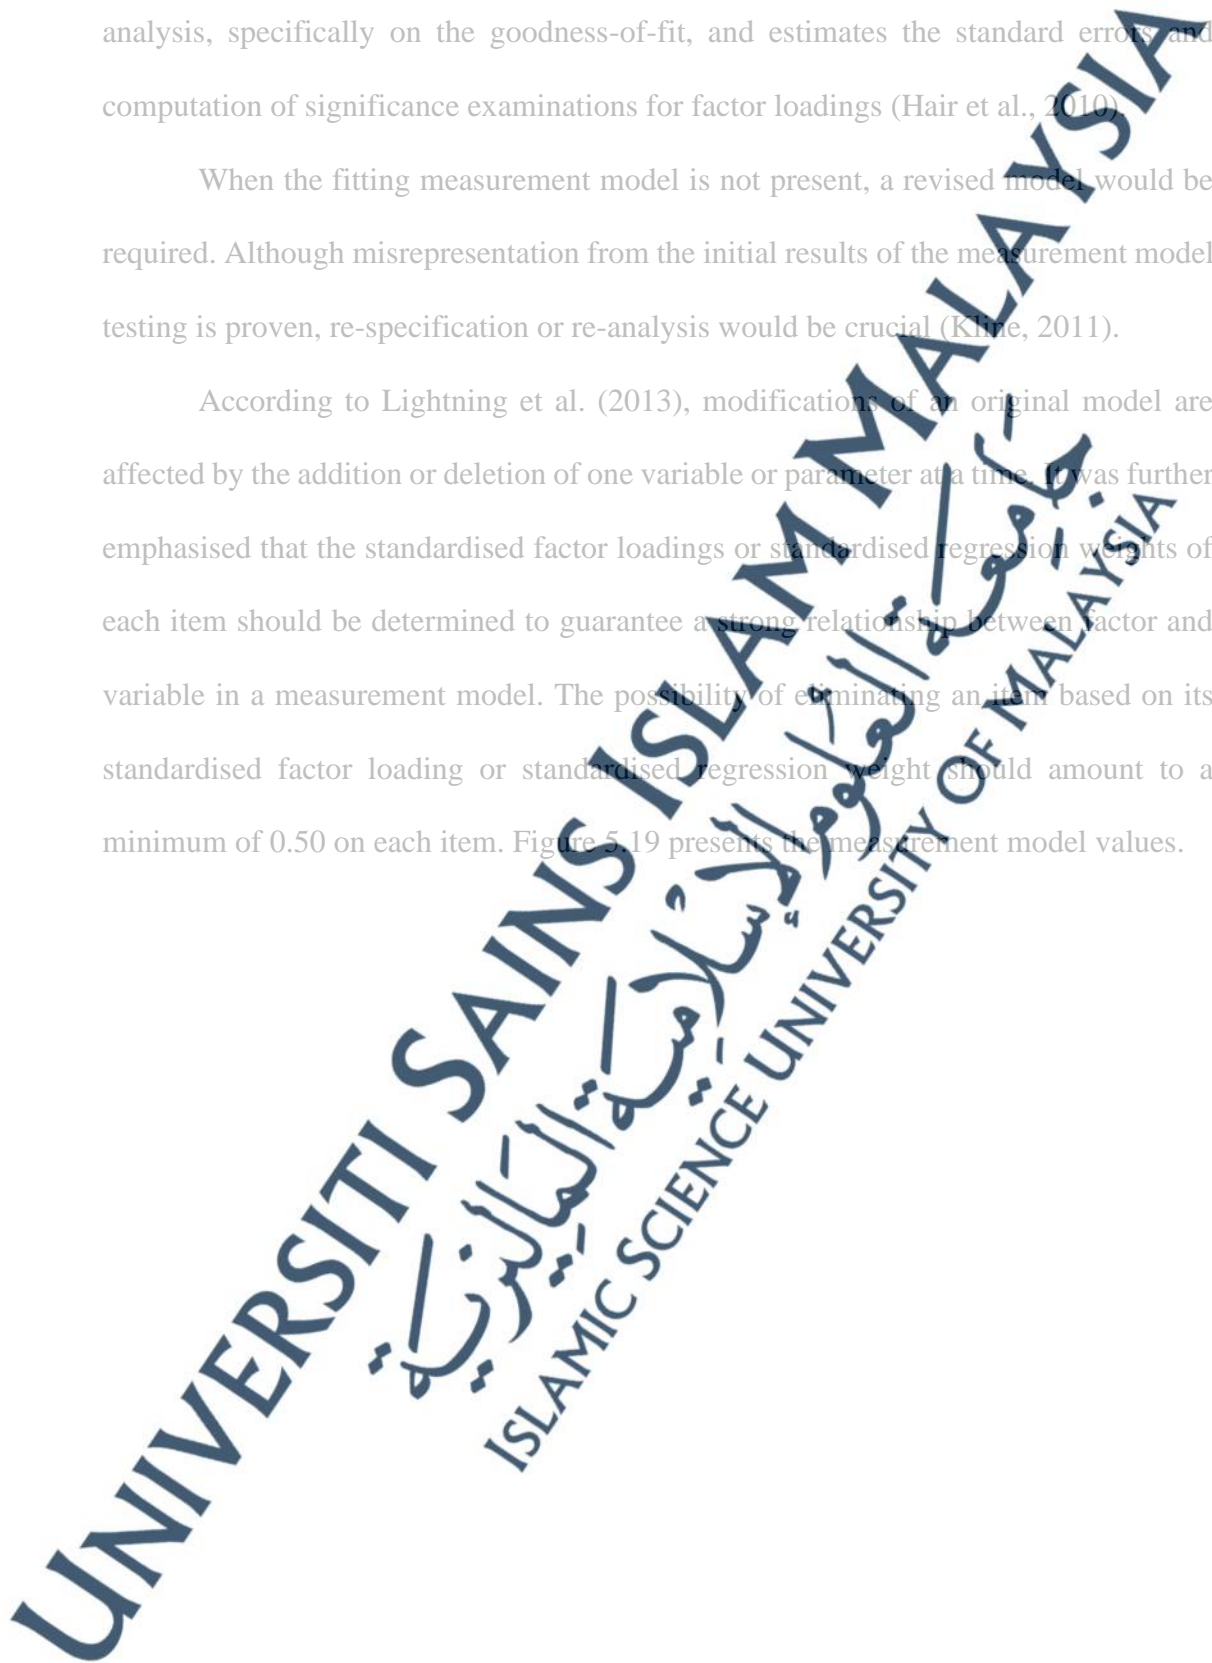 analysis, specifically on the goodness-of-fit, and estimates the standard errors and
computation of significance examinations for factor loadings (Hair et al., 2010).
When the fitting measurement model is not present, a revised model would be
required. Although misrepresentation from the initial results of the measurement model
testing is proven, re-specification or re-analysis would be crucial (Kline, 2011).
According to Lightning et al. (2013), modifications of an original model are
affected by the addition or deletion of one variable or parameter at a time. It was further
emphasised that the standardised factor loadings or standardised regression weights of
each item should be determined to guarantee a strong relationship between factor and
variable in a measurement model. The possibility of eliminating an item based on its
standardised factor loading or standardised regression weight should amount to a
minimum of 0.50 on each item. Figure 5.19 presents the measurement model values.
UNIVERSITI SAINS ISLAM MALAYSIA
جامعة العلوم الإسلامية الماليزية
ISLAMIC SCIENCE UNIVERSITY OF MALAYSIA